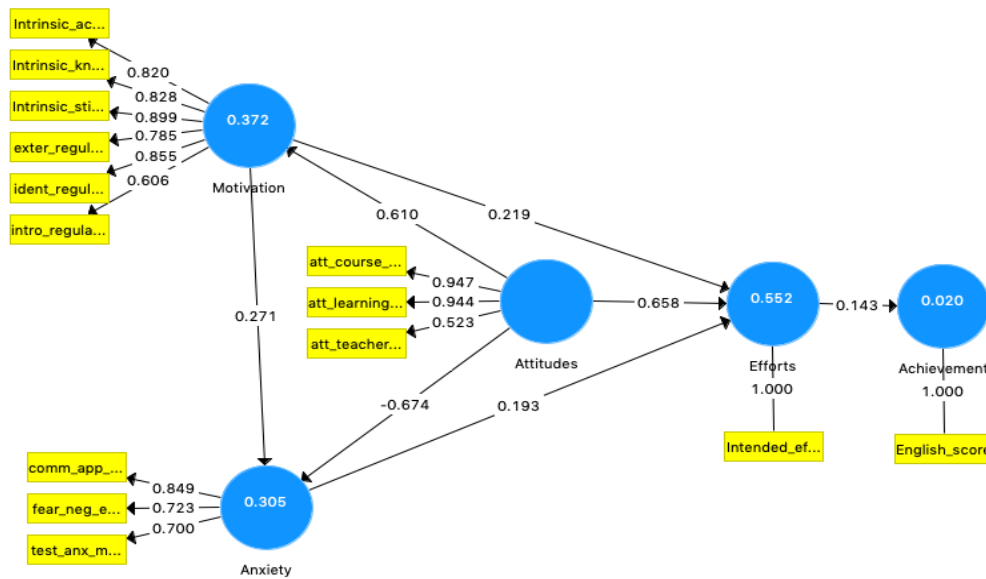 Intrinsic_ac...
Intrinsic_kn...
Intrinsic_sti...
exter_regul...
ident_regul...
intro_regula...
0.820
0.828
0.899
0.785
0.855
0.606
0.372
Motivation
0.610
0.219
0.271
att_course_...
att_learning...
att_teacher...
0.947
0.944
0.523
Attitudes
0.658
0.552
Efforts
1.000
Intended_ef...
0.143
0.020
Achievement
1.000
English_score
-0.674
0.193
comm_app_...
fear_neg_e...
test_anx_m...
0.849
0.723
0.700
0.305
Anxiety